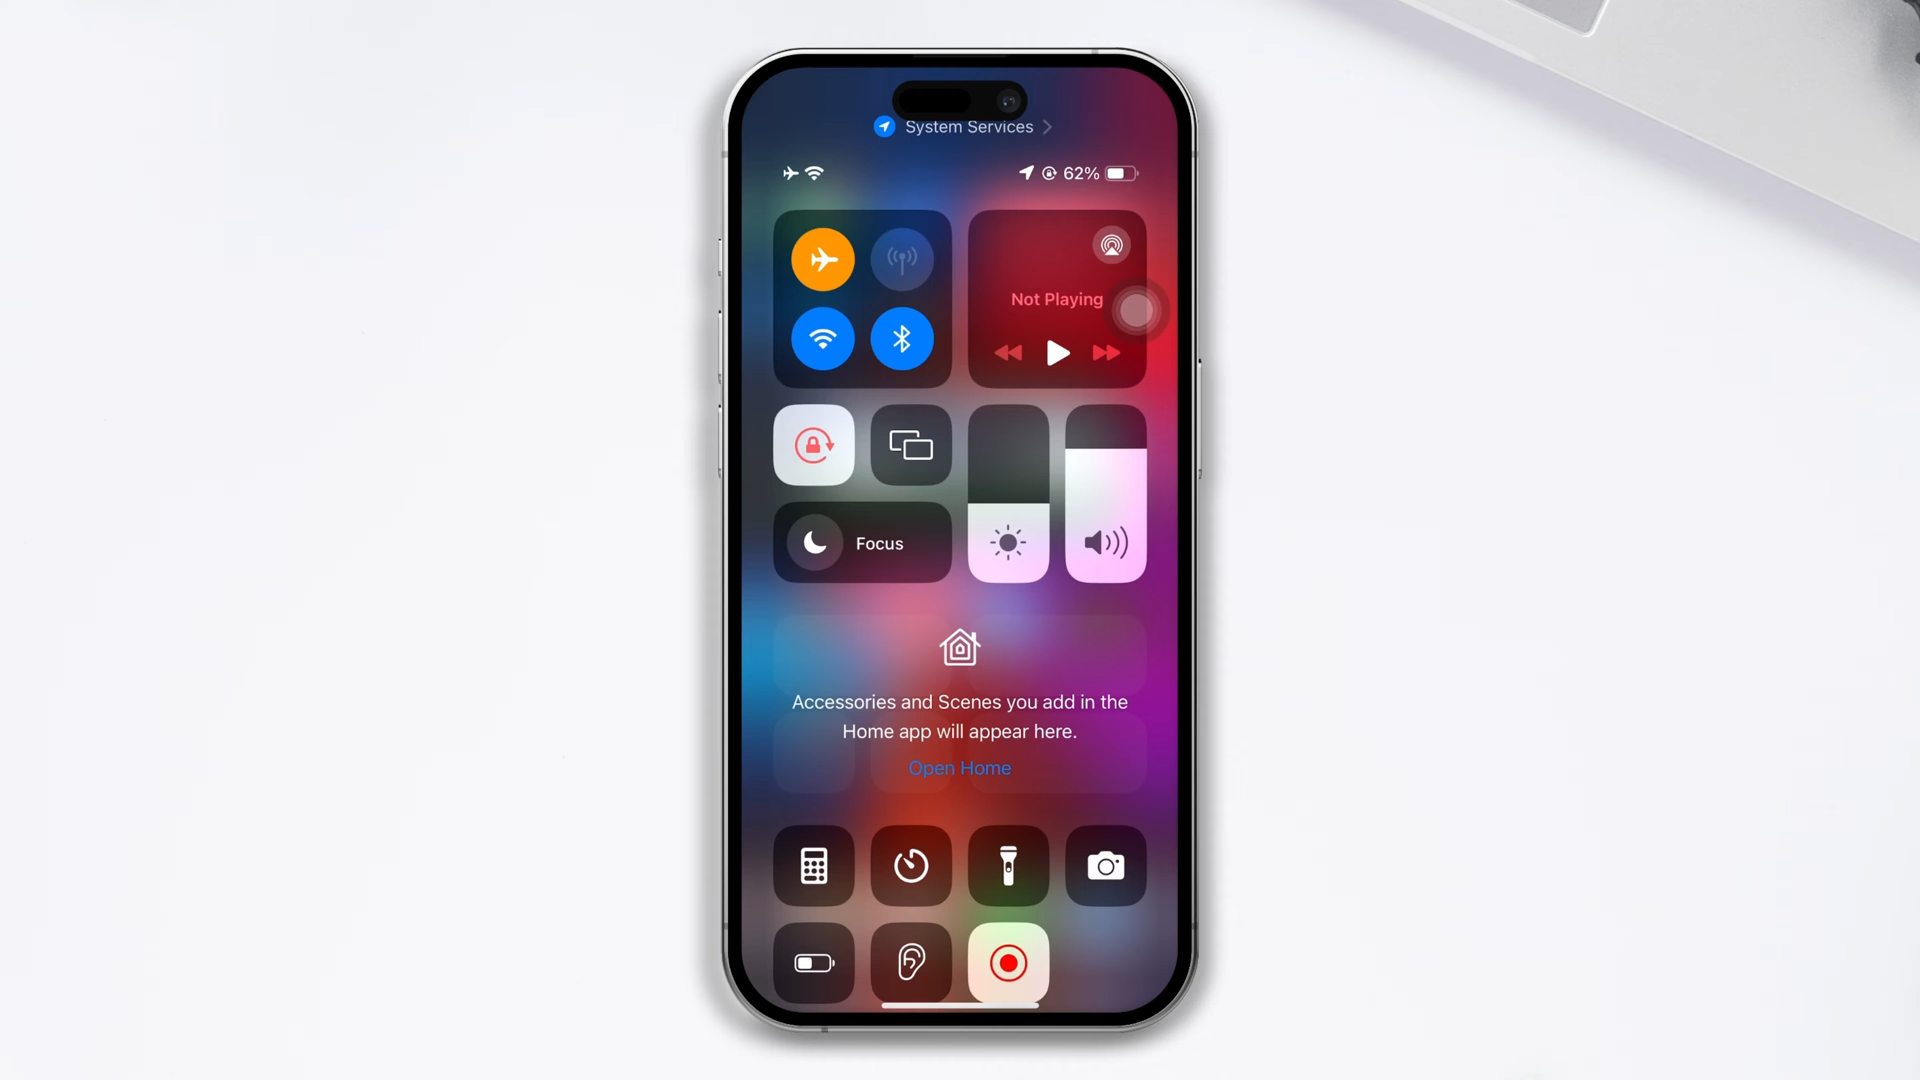 System Services
62%
Not Playing
Focus
Accessories and Scenes you add in the
Home app will appear here.
Open Home